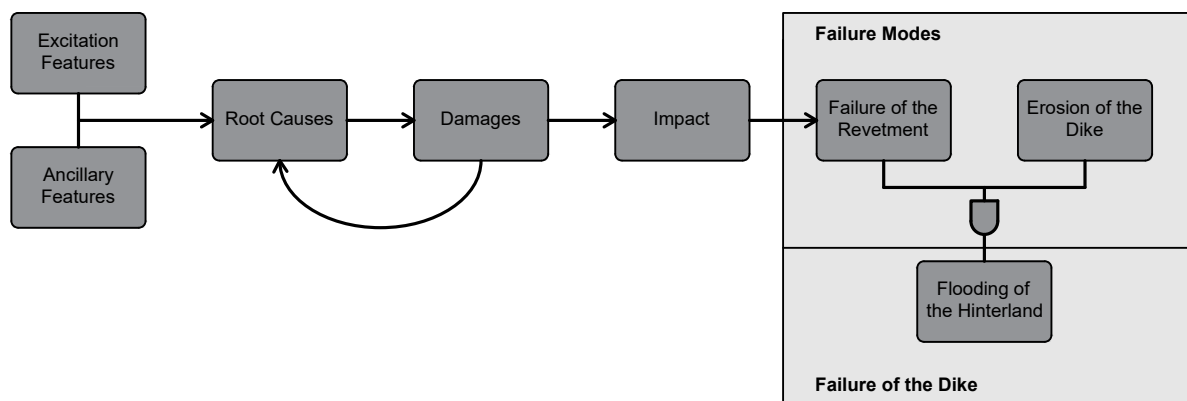 Excitation
Features
Ancillary
Features
Root Causes
Damages
Impact
Failure Modes
Failure of the
Revetment
Erosion of the
Dike
Flooding of
the Hinterland
Failure of the Dike